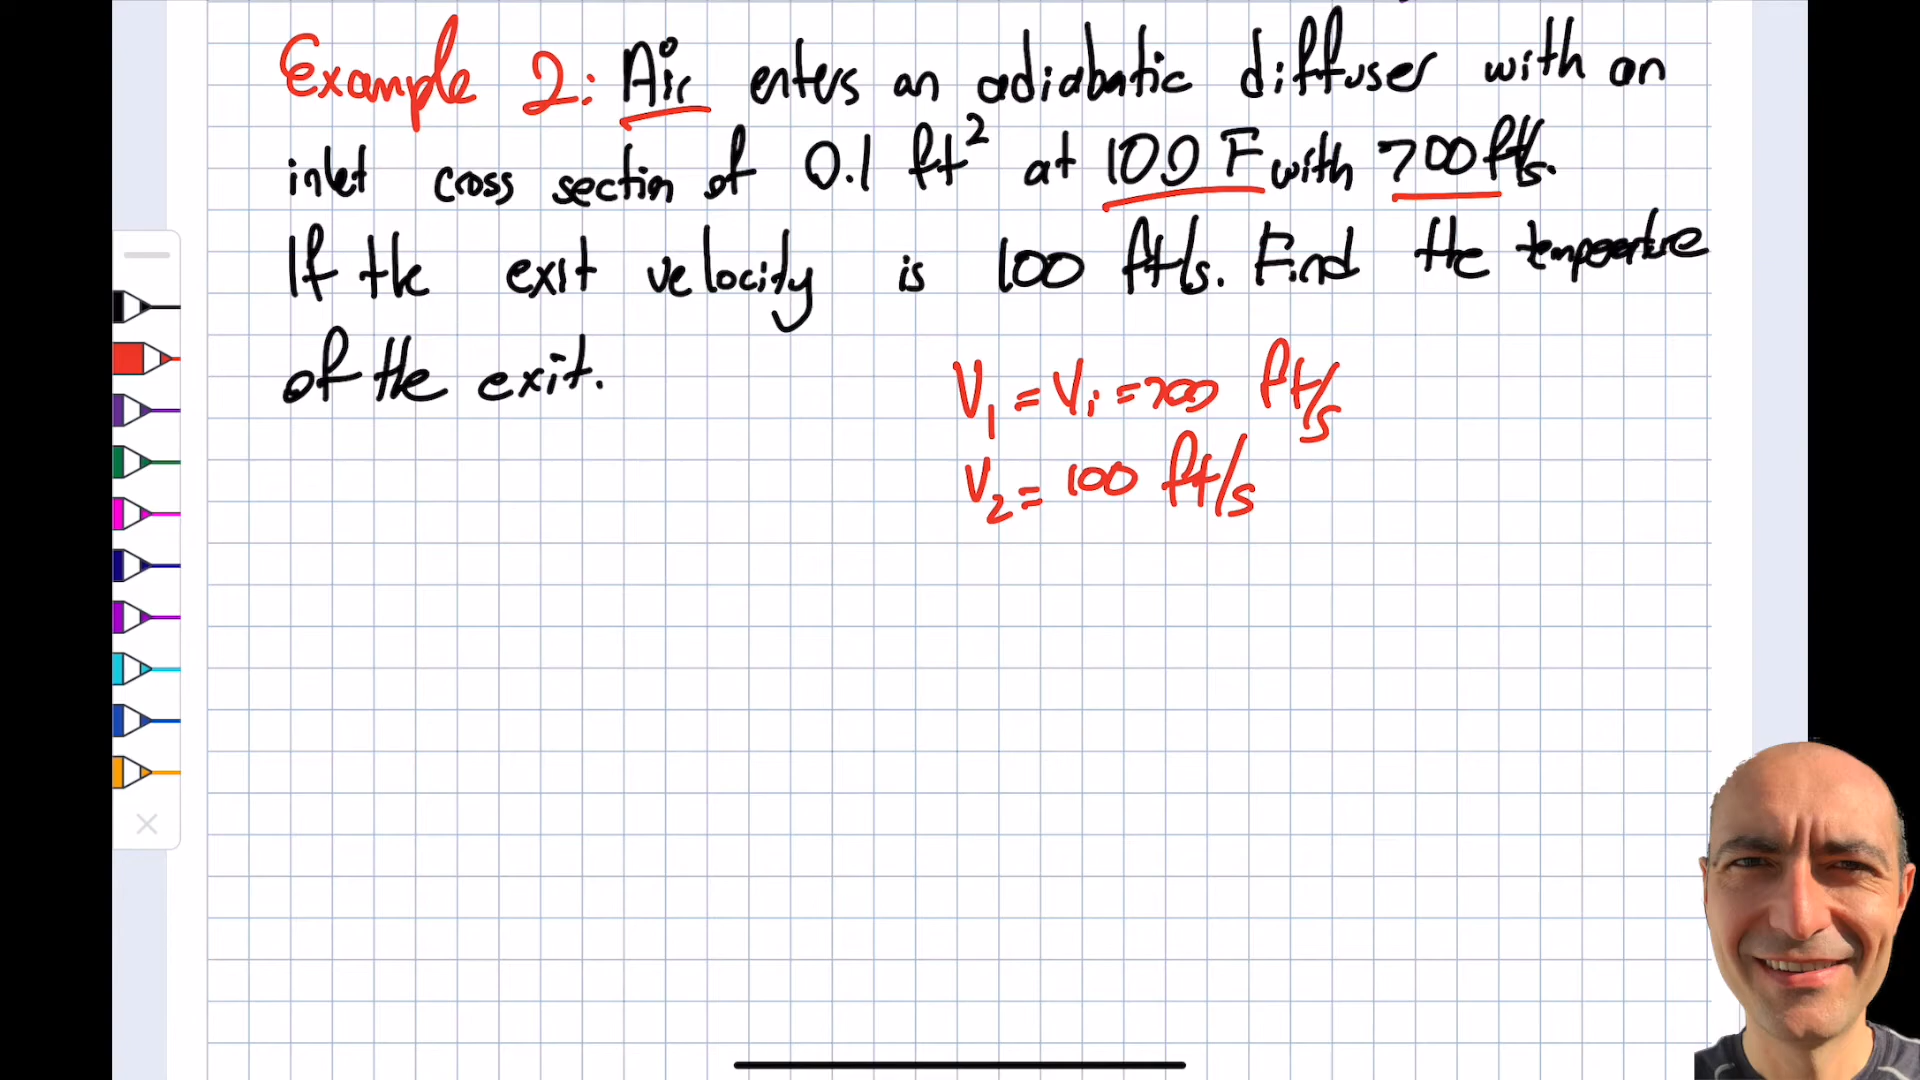 Example 2: Air enters an adiabatic diffuser with an
inlet cross section of 0.1 ft² at 100 F with 700 ft/s.
If the exit velocity is 100 ft/s. Find the temperature
of the exit.
V₁ = Vᵢ = 700 ft/s
V₂ = 100 ft/s